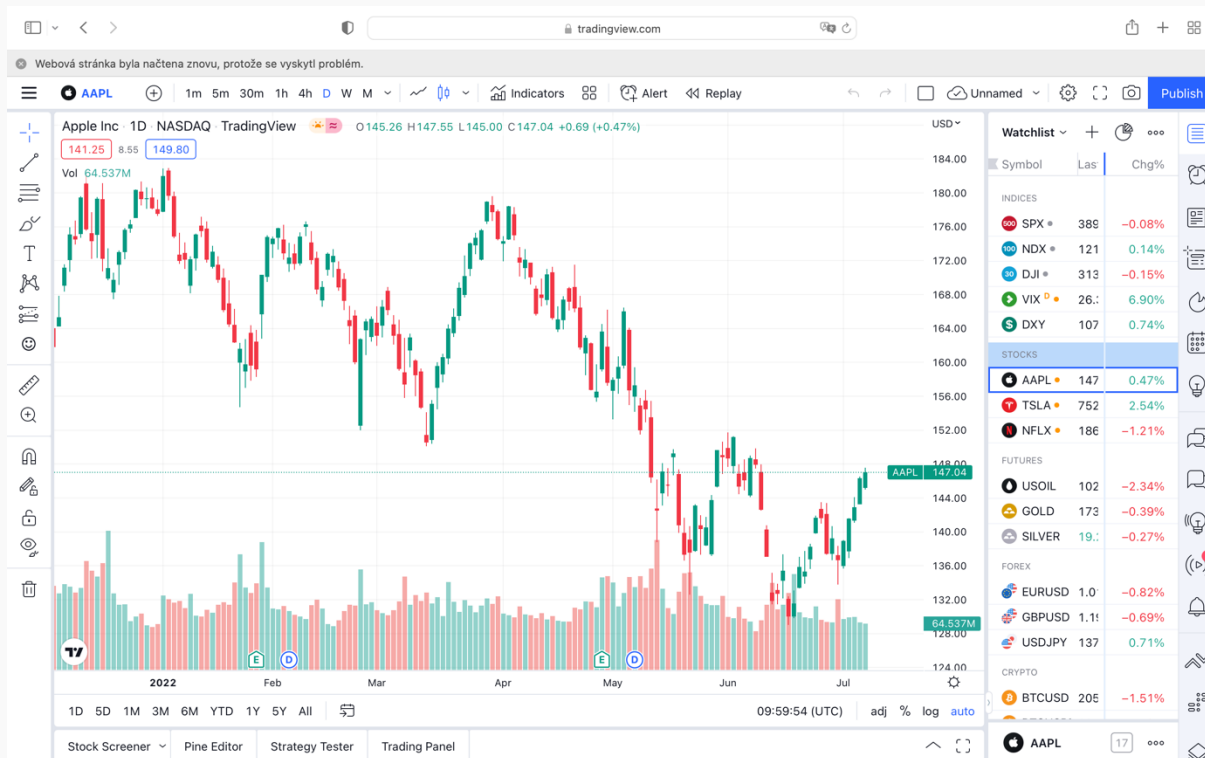 tradingview.com
Webová stránka byla načtena znovu, protože se vyskytl problém.
AAPL 1m 5m 30m 1h 4h D W M Indicators Alert Replay Unnamed Publish
Apple Inc · 1D · NASDAQ · TradingView O145.26 H147.55 L145.00 C147.04 +0.69 (+0.47%)
141.25 8.55 149.80
Vol 64.537M
USD
184.00
180.00
176.00
172.00
168.00
164.00
160.00
156.00
152.00
148.00
AAPL 147.04
144.00
140.00
136.00
132.00
64.537M
128.00
124.00
E D E D
2022 Feb Mar Apr May Jun Jul
1D 5D 1M 3M 6M YTD 1Y 5Y All 09:59:54 (UTC) adj % log auto
Stock Screener Pine Editor Strategy Tester Trading Panel
Watchlist
Symbol Las Chg%
INDICES
500 SPX 389 −0.08%
100 NDX 121 0.14%
30 DJI 313 −0.15%
VIX D 26. 6.90%
$ DXY 107 0.74%
STOCKS
AAPL 147 0.47%
TSLA 752 2.54%
N NFLX 186 −1.21%
FUTURES
USOIL 102 −2.34%
GOLD 173 −0.39%
SILVER 19. −0.27%
FOREX
EURUSD 1.0 −0.82%
GBPUSD 1.1 −0.69%
USDJPY 137 0.71%
CRYPTO
BTCUSD 205 −1.51%
AAPL 17